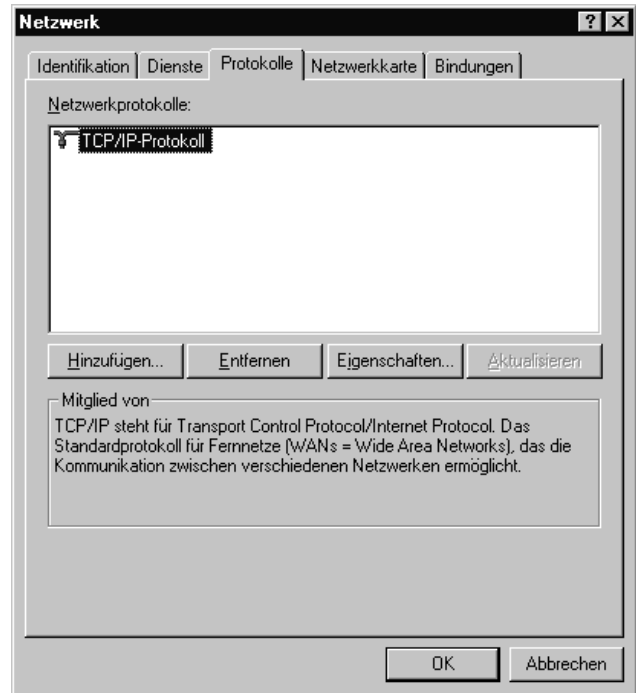 Netzwerk
Identifikation Dienste Protokolle Netzwerkkarte Bindungen
Netzwerkprotokolle:
TCP/IP-Protokoll
Hinzufügen... Entfernen Eigenschaften... Aktualisieren
Mitglied von
TCP/IP steht für Transport Control Protocol/Internet Protocol. Das
Standardprotokoll für Fernnetze (WANs = Wide Area Networks), das die
Kommunikation zwischen verschiedenen Netzwerken ermöglicht.
OK Abbrechen